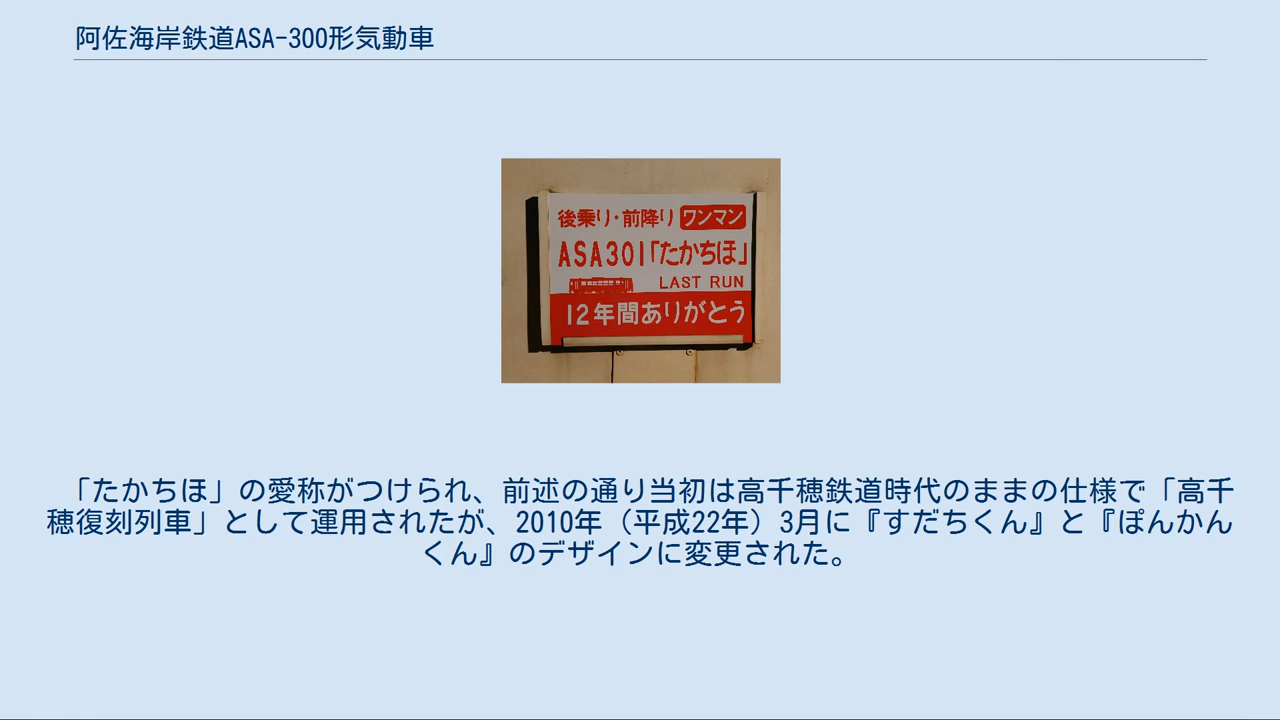 阿佐海岸鉄道ASA-300形気動車
後乗り・前降り ワンマン
ASA301「たかちほ」
LAST RUN
12年間ありがとう
「たかちほ」の愛称がつけられ、前述の通り当初は高千穂鉄道時代のままの仕様で「高千
穂復刻列車」として運用されたが、2010年（平成22年）3月に『すだちくん』と『ぽんかん
くん』のデザインに変更された。